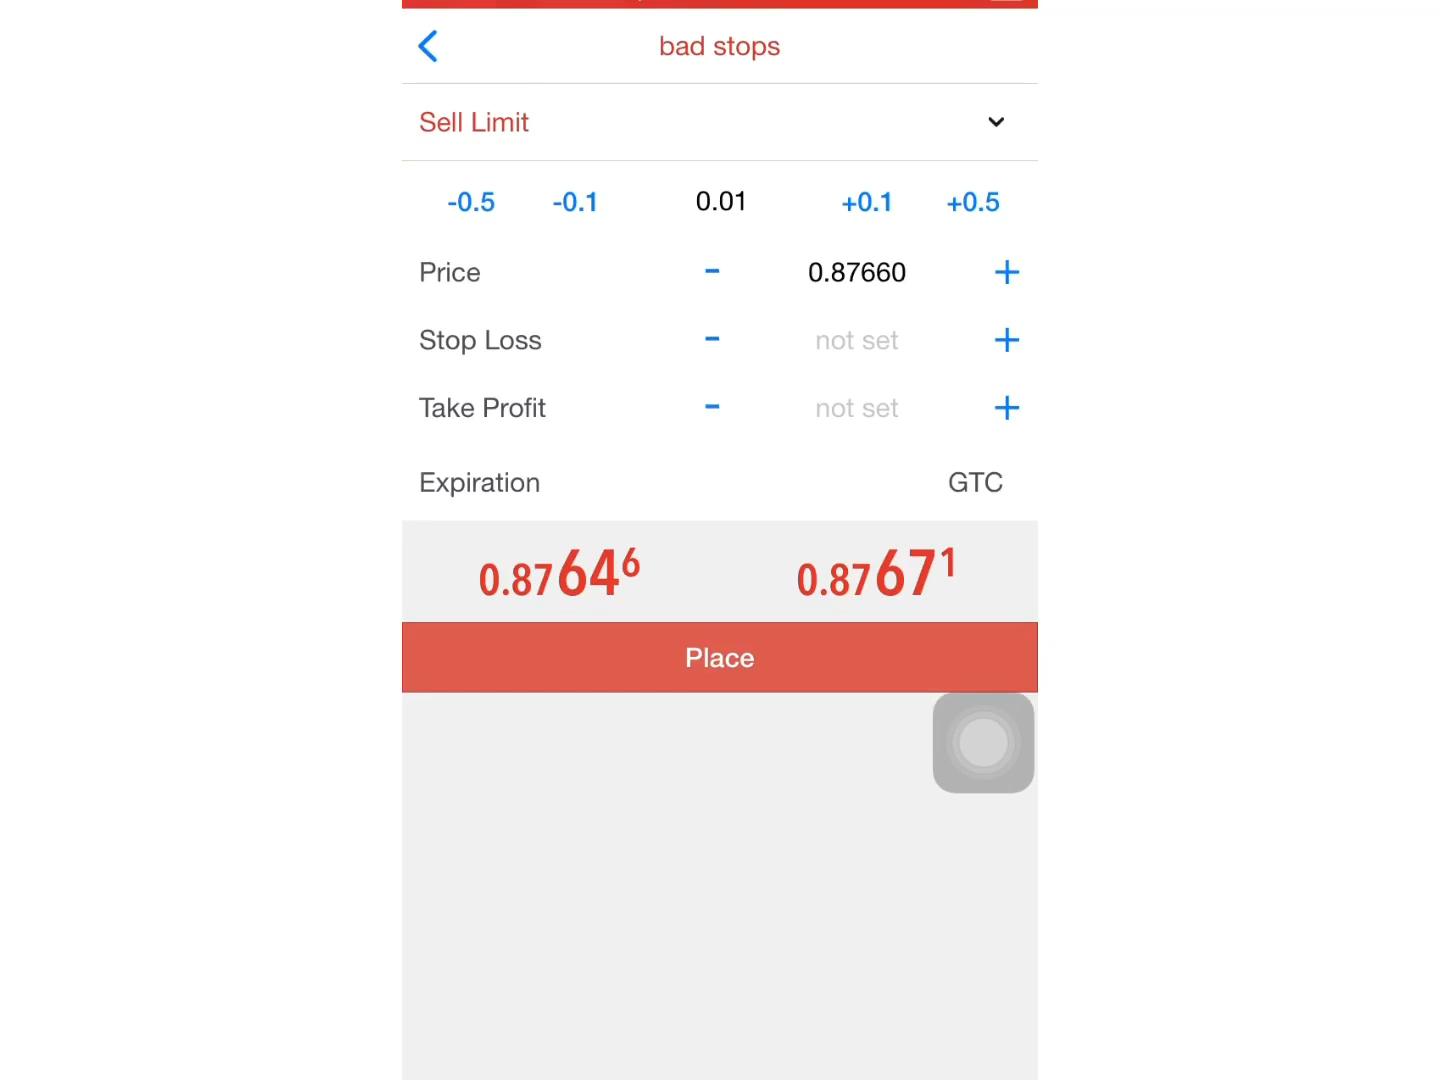 bad stops
Sell Limit
-0.5 -0.1 0.01 +0.1 +0.5
Price - 0.87660 +
Stop Loss - not set +
Take Profit - not set +
Expiration GTC
0.87646 0.87671
Place